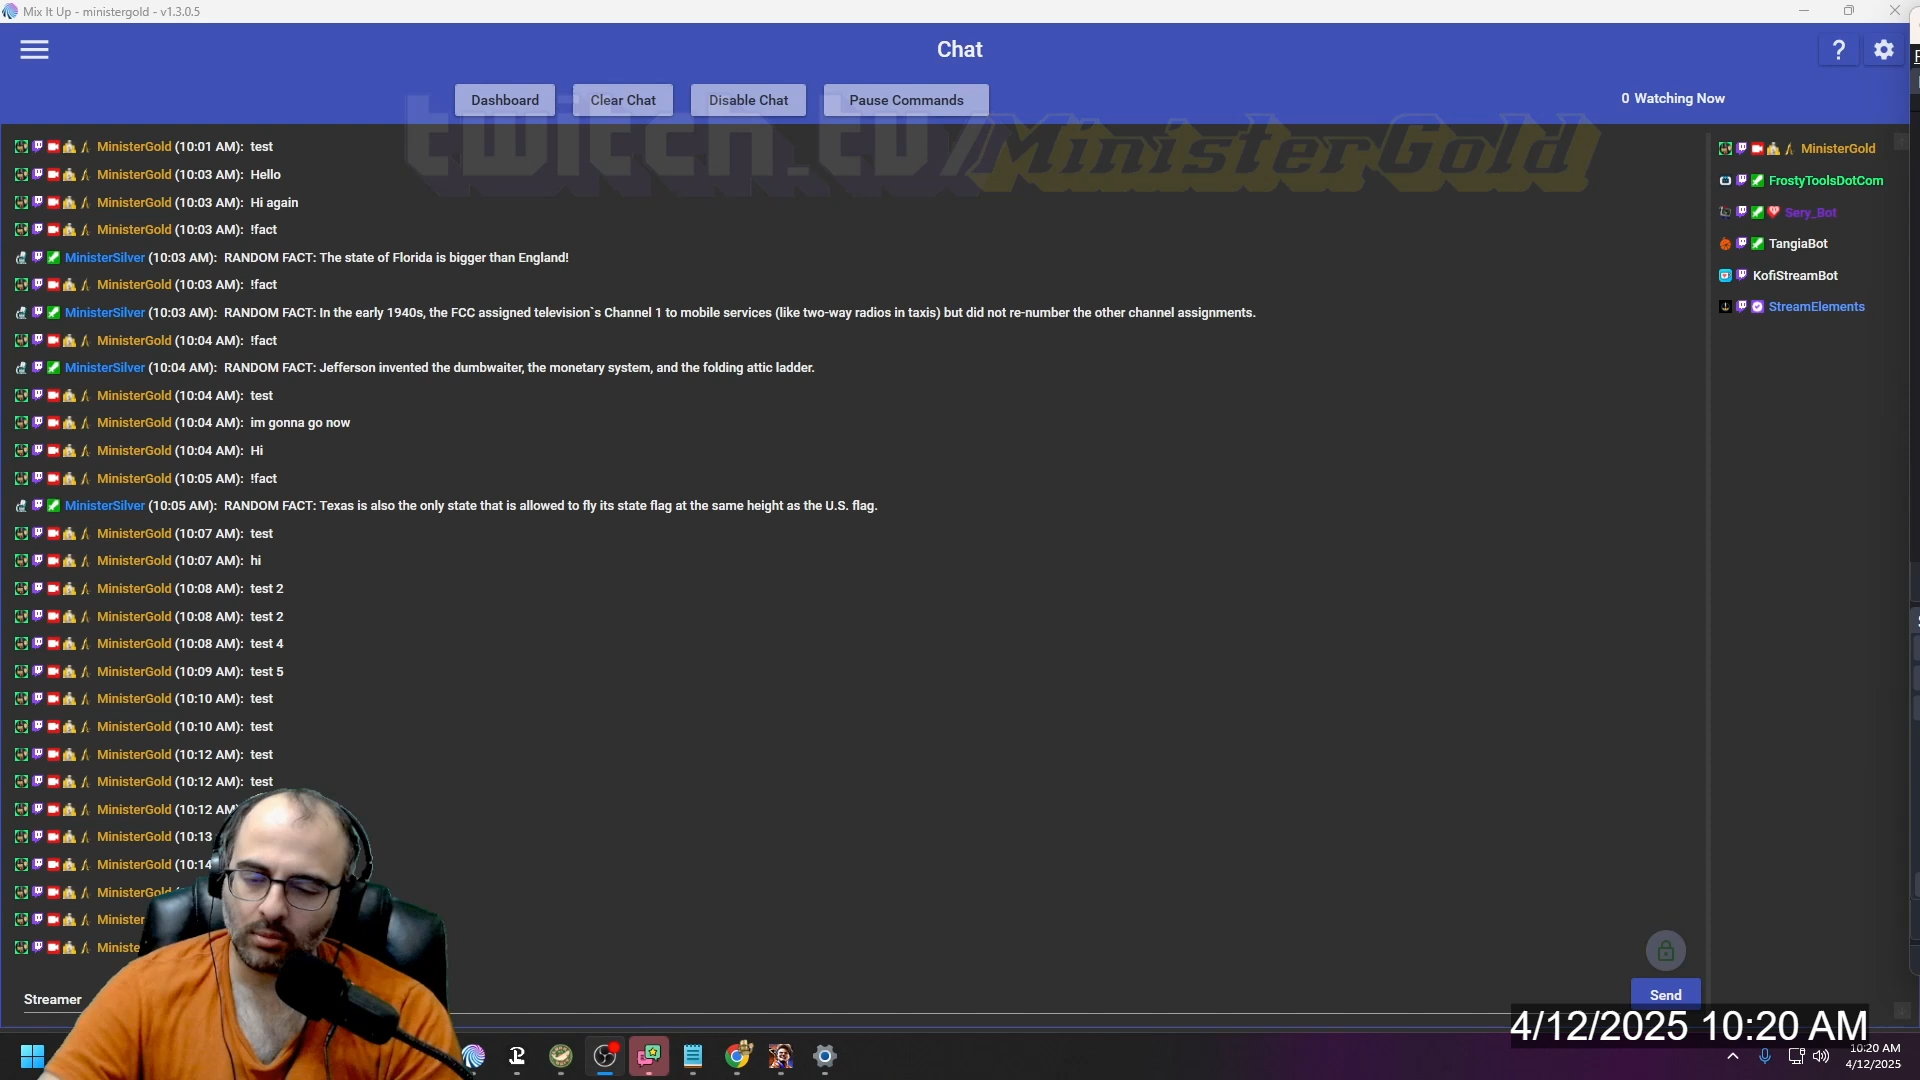 Mix It Up - ministergold - v1.3.0.5
Chat
?
Dashboard
Clear Chat
Disable Chat
Pause Commands
0 Watching Now
twitch.tv/MinisterGold
MinisterGold (10:01 AM): test
MinisterGold (10:03 AM): Hello
MinisterGold (10:03 AM): Hi again
MinisterGold (10:03 AM): !fact
MinisterSilver (10:03 AM): RANDOM FACT: The state of Florida is bigger than England!
MinisterGold (10:03 AM): !fact
MinisterSilver (10:03 AM): RANDOM FACT: In the early 1940s, the FCC assigned television`s Channel 1 to mobile services (like two-way radios in taxis) but did not re-number the other channel assignments.
MinisterGold (10:04 AM): !fact
MinisterSilver (10:04 AM): RANDOM FACT: Jefferson invented the dumbwaiter, the monetary system, and the folding attic ladder.
MinisterGold (10:04 AM): test
MinisterGold (10:04 AM): im gonna go now
MinisterGold (10:04 AM): Hi
MinisterGold (10:05 AM): !fact
MinisterSilver (10:05 AM): RANDOM FACT: Texas is also the only state that is allowed to fly its state flag at the same height as the U.S. flag.
MinisterGold (10:07 AM): test
MinisterGold (10:07 AM): hi
MinisterGold (10:08 AM): test 2
MinisterGold (10:08 AM): test 2
MinisterGold (10:08 AM): test 4
MinisterGold (10:09 AM): test 5
MinisterGold (10:10 AM): test
MinisterGold (10:10 AM): test
MinisterGold (10:12 AM): test
MinisterGold (10:12 AM): test
MinisterGold (10:12 AM)
MinisterGold (10:13
MinisterGold (10:14
MinisterGold
Minister
Ministe
MinisterGold
FrostyToolsDotCom
Sery_Bot
TangiaBot
KofiStreamBot
StreamElements
Streamer
Send
4/12/2025 10:20 AM
10:20 AM
4/12/2025